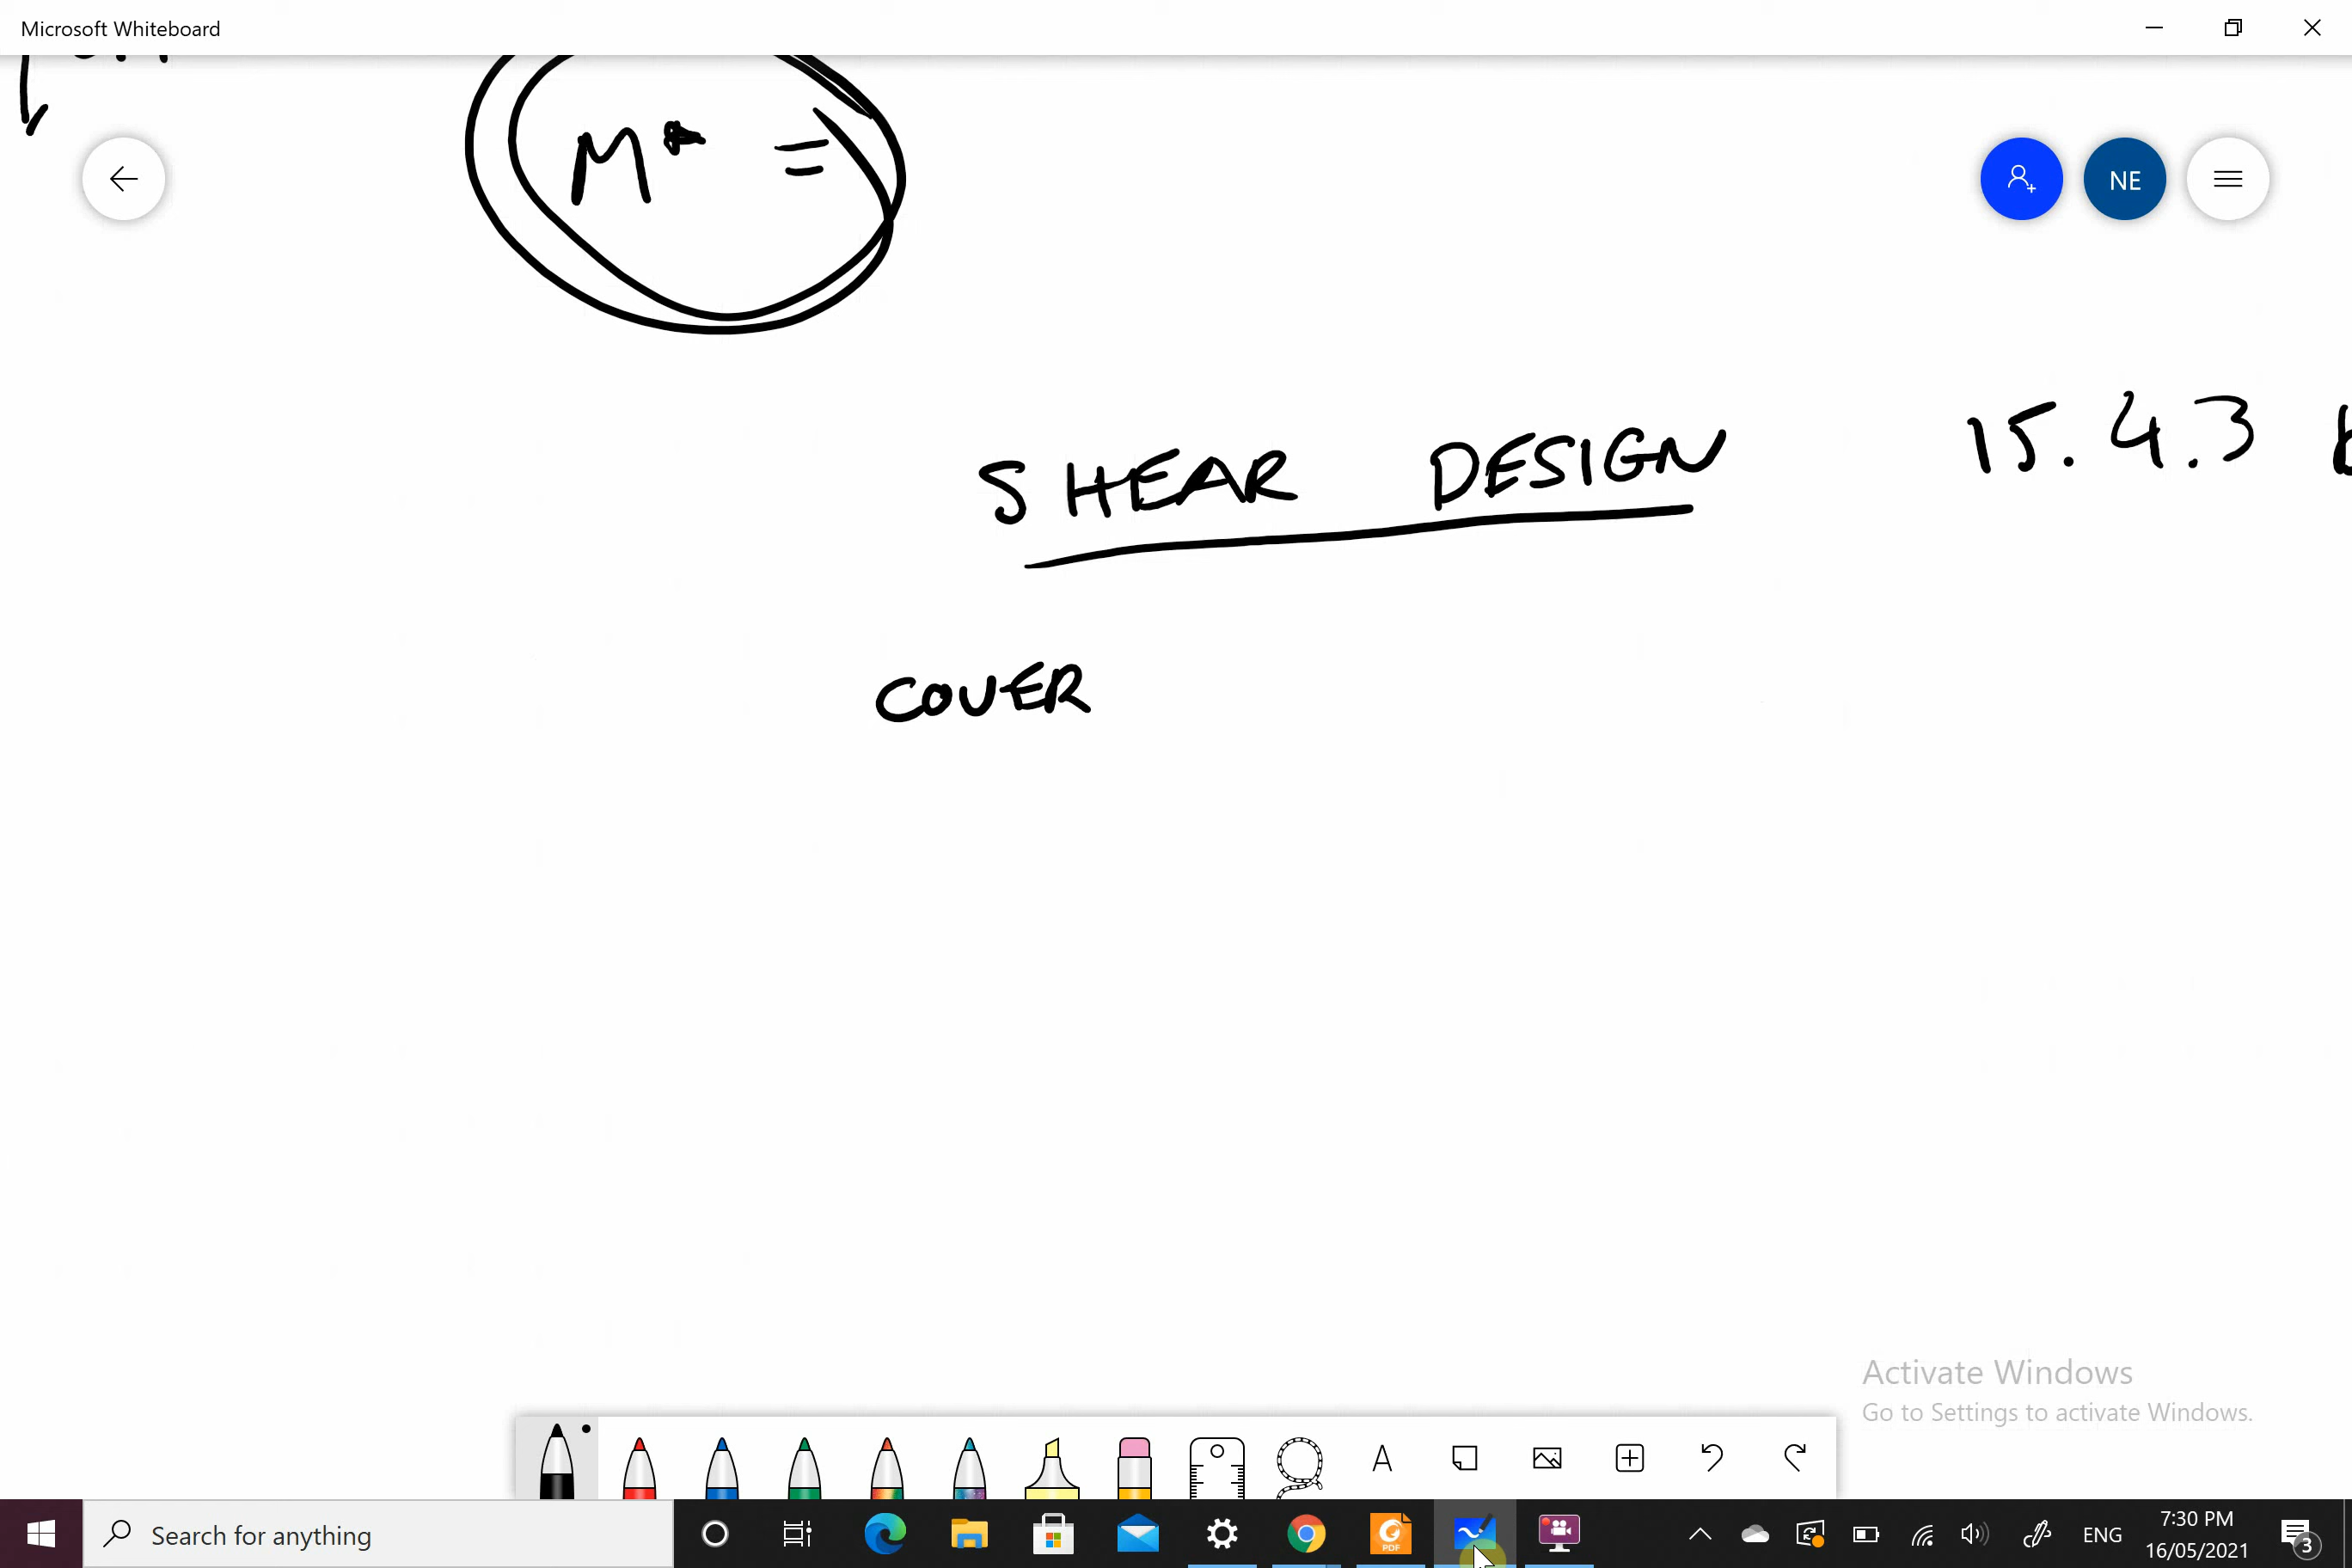 Microsoft Whiteboard
M* =
NE
SHEAR DESIGN
15.4.3
COVER
Activate Windows
Go to Settings to activate Windows.
A
Search for anything
PDF
ENG
7:30 PM
16/05/2021
3